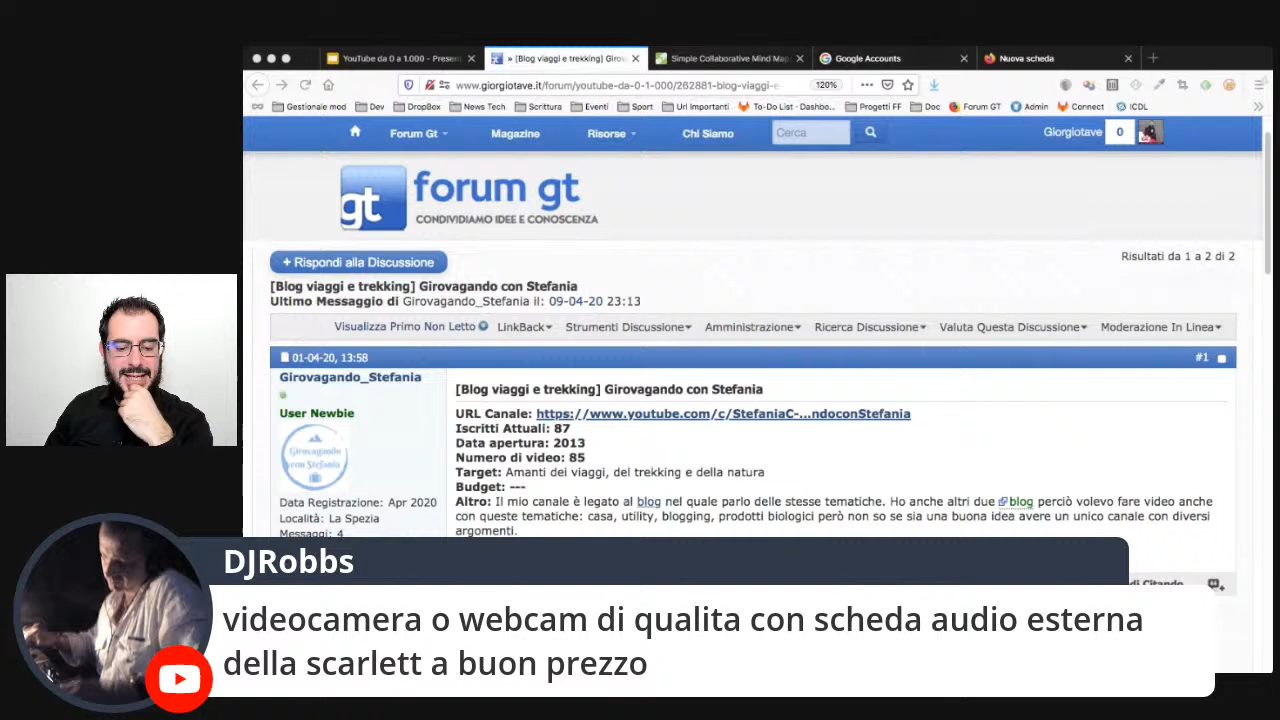 YouTube da 0 a 1.000 - Presen
» [Blog viaggi e trekking] Girov
Simple Collaborative Mind Map
Google Accounts
Nuova scheda
www.giorgiotave.it/forum/youtube-da-0-1-000/262881-blog-viaggi-e
120%
Gestionale mod
Dev
DropBox
News Tech
Scrittura
Eventi
Sport
Url Importanti
To-Do List - Dashbo...
Progetti FF
Doc
Forum GT
Admin
Connect
ICDL
Forum Gt
Magazine
Risorse
Chi Siamo
Cerca
Giorgiotave
0
gt
forum gt
CONDIVIDIAMO IDEE E CONOSCENZA
+ Rispondi alla Discussione
Risultati da 1 a 2 di 2
[Blog viaggi e trekking] Girovagando con Stefania
Ultimo Messaggio di Girovagando_Stefania il: 09-04-20 23:13
Visualizza Primo Non Letto
LinkBack
Strumenti Discussione
Amministrazione
Ricerca Discussione
Valuta Questa Discussione
Moderazione In Linea
01-04-20, 13:58
#1
Girovagando_Stefania
User Newbie
Girovagando
con Stefania
Data Registrazione: Apr 2020
Località: La Spezia
Messaggi: 4
[Blog viaggi e trekking] Girovagando con Stefania
URL Canale: https://www.youtube.com/c/StefaniaC-...ndoconStefania
Iscritti Attuali: 87
Data apertura: 2013
Numero di video: 85
Target: Amanti dei viaggi, del trekking e della natura
Budget: ---
Altro: Il mio canale è legato al blog nel quale parlo delle stesse tematiche. Ho anche altri due blog perciò volevo fare video anche
con queste tematiche: casa, utility, blogging, prodotti biologici però non so se sia una buona idea avere un unico canale con diversi
argomenti.
di Citando
DJRobbs
videocamera o webcam di qualita con scheda audio esterna
della scarlett a buon prezzo